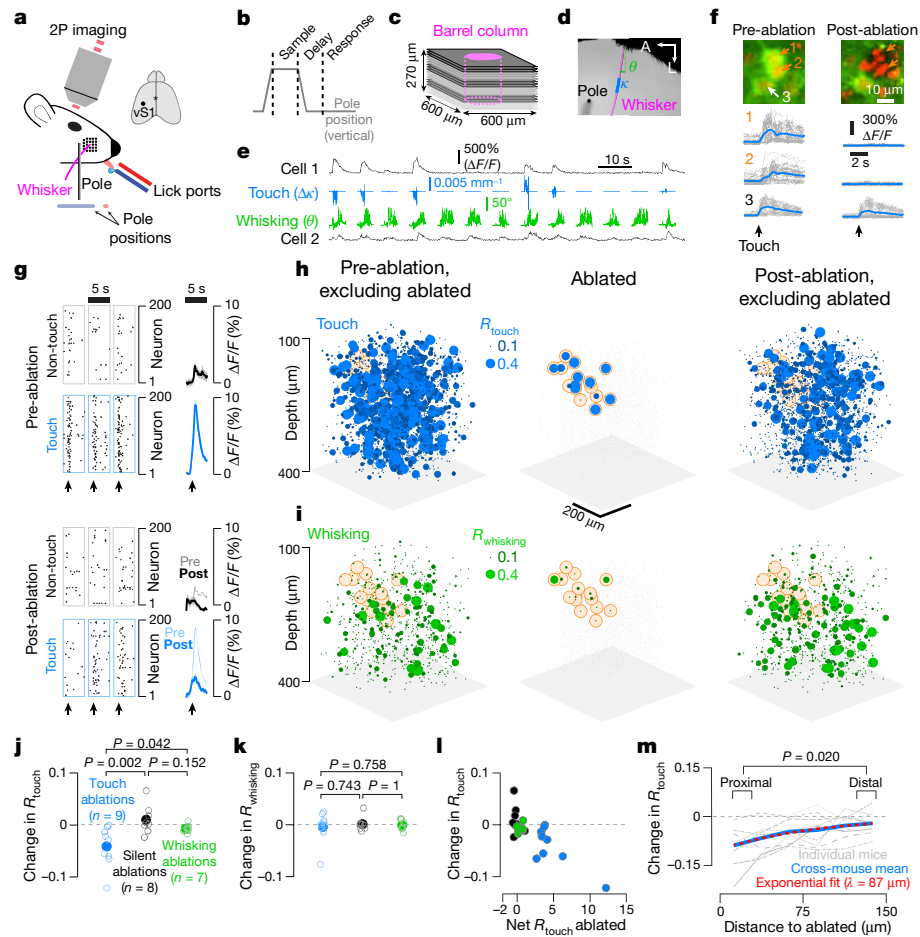 a
2P imaging
vS1
*
Whisker
Pole
Lick ports
Pole
positions
b
Sample
Delay
Response
Pole
position
(vertical)
c
Barrel column
270 μm
600 μm
600 μm
d
A
L
θ
κ
Pole
Whisker
e
Cell 1
500%
(ΔF/F)
10 s
Touch (Δκ)
0.005 mm⁻¹
Whisking (θ)
50°
Cell 2
f
Pre-ablation
Post-ablation
1*
2
3
10 μm
1
2
3
300%
ΔF/F
2 s
Touch
g
5 s
5 s
Pre-ablation
Non-touch
200
Neuron
1
10
ΔF/F (%)
0
Touch
200
Neuron
1
10
ΔF/F (%)
0
Post-ablation
Non-touch
200
Neuron
1
Pre
Post
10
ΔF/F (%)
0
Touch
200
Neuron
1
Pre
Post
10
ΔF/F (%)
0
h
Pre-ablation,
excluding ablated
Ablated
Post-ablation,
excluding ablated
Touch
R touch
0.1
0.4
100
Depth (μm)
400
200 μm
i
Whisking
R whisking
0.1
0.4
100
Depth (μm)
400
j
P = 0.042
P = 0.002
P = 0.152
0.1
0
−0.1
Change in R touch
Touch
ablations
(n = 9)
Silent
ablations
(n = 8)
Whisking
ablations
(n = 7)
k
P = 0.758
P = 0.743
P = 1
0.1
0
−0.1
Change in R whisking
l
0.1
0
−0.1
Change in R touch
−2 0 5 10 15
Net R touch ablated
m
P = 0.020
Proximal
Distal
0.15
0
−0.15
Change in R touch
Individual mice
Cross-mouse mean
Exponential fit (λ = 87 μm)
0 75 150
Distance to ablated (μm)